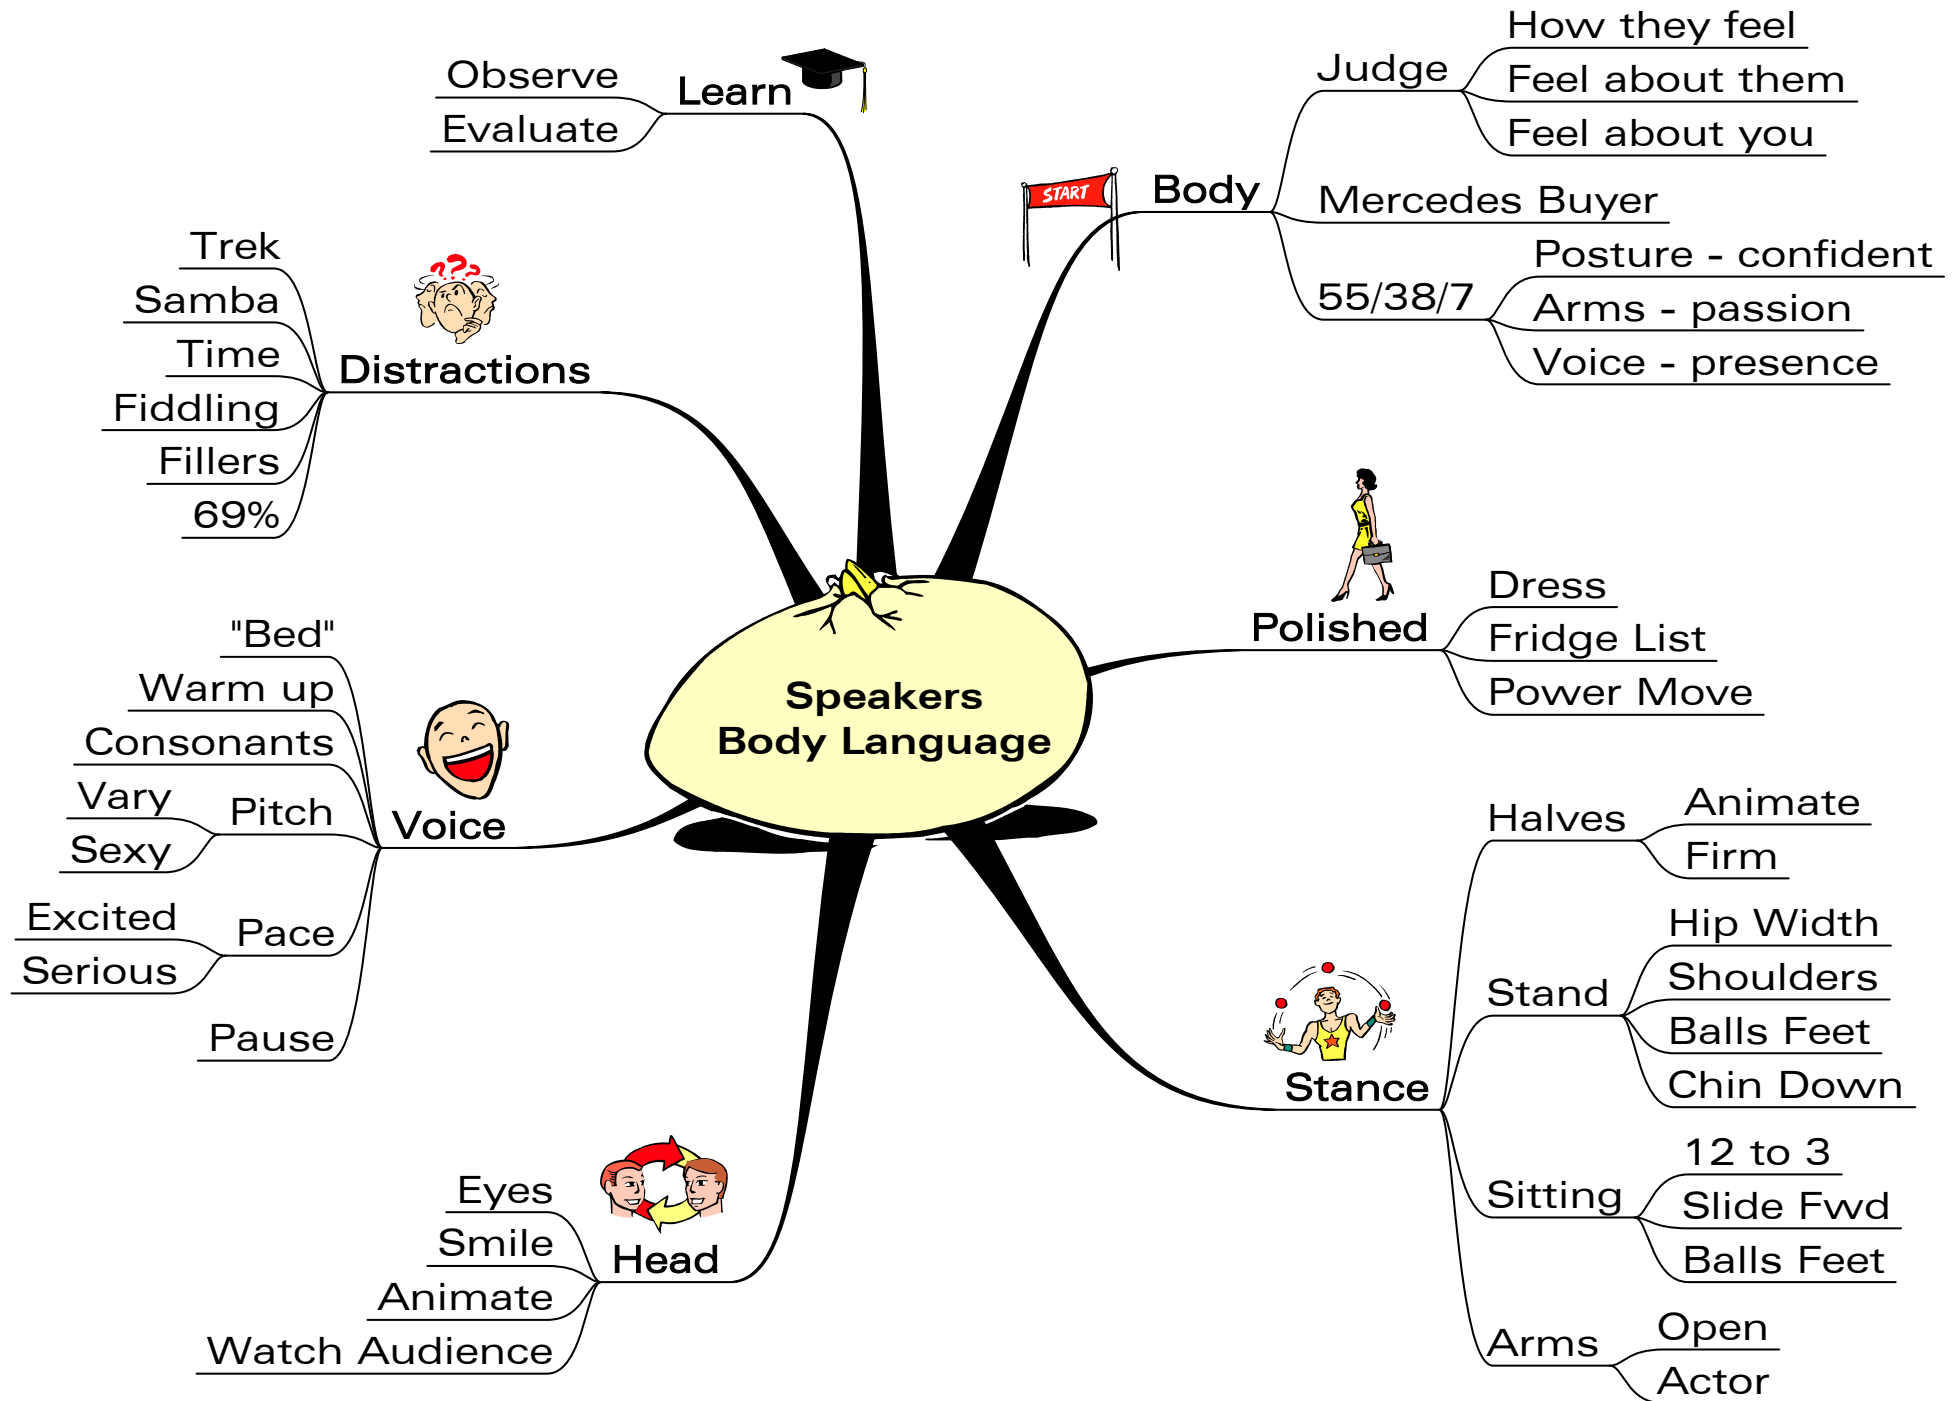 Speakers
Body Language
START
Body
Judge
How they feel
Feel about them
Feel about you
Mercedes Buyer
55/38/7
Posture - confident
Arms - passion
Voice - presence
Polished
Dress
Fridge List
Power Move
Stance
Halves
Animate
Firm
Stand
Hip Width
Shoulders
Balls Feet
Chin Down
Sitting
12 to 3
Slide Fwd
Balls Feet
Arms
Open
Actor
Head
Eyes
Smile
Animate
Watch Audience
Voice
"Bed"
Warm up
Consonants
Pitch
Vary
Sexy
Pace
Excited
Serious
Pause
Distractions
???
Trek
Samba
Time
Fiddling
Fillers
69%
Learn
Observe
Evaluate